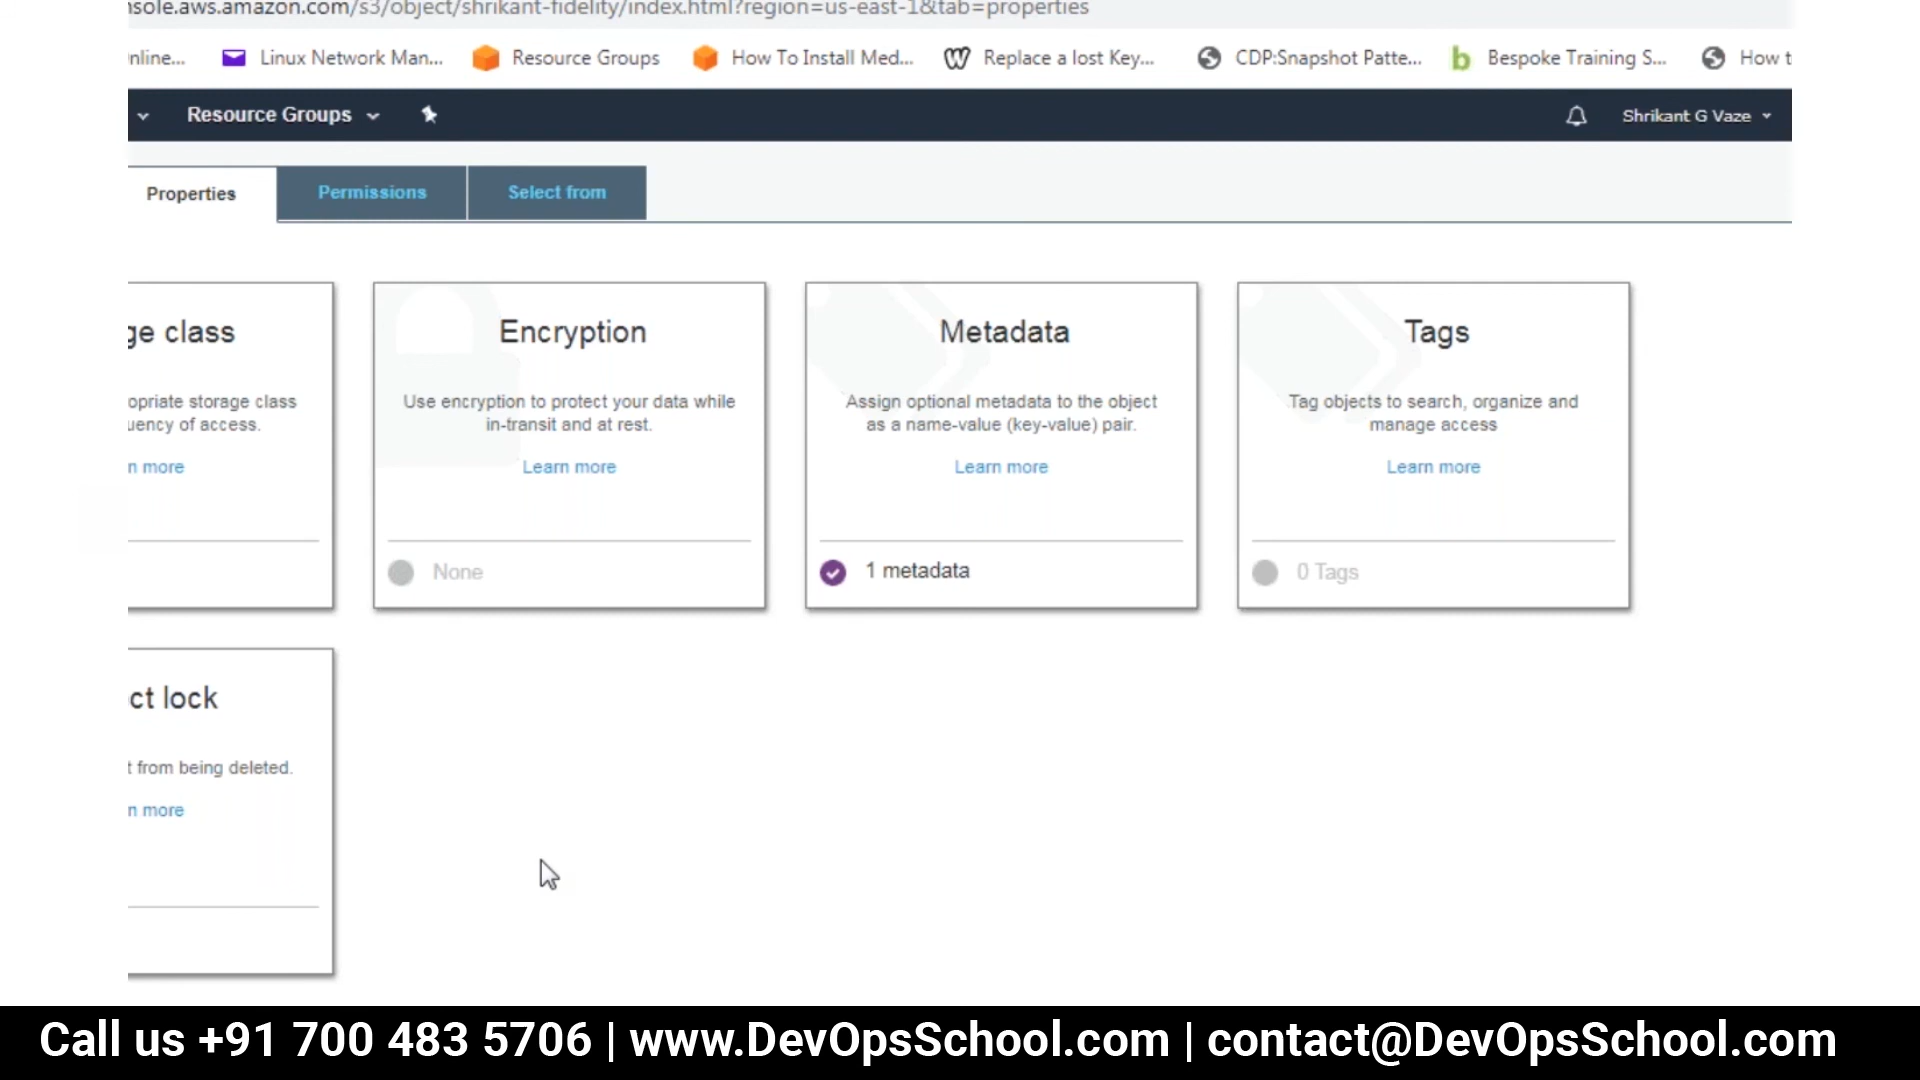 nsole.aws.amazon.com/s3/object/shrikant-fidelity/index.html?region=us-east-1&tab=properties
nline... Linux Network Man... Resource Groups How To Install Med... Replace a lost Key... CDP:Snapshot Patte... Bespoke Training S... How t
Resource Groups Shrikant G Vaze
Properties Permissions Select from
ge class Encryption Metadata Tags
opriate storage class Use encryption to protect your data while Assign optional metadata to the object Tag objects to search, organize and
uency of access. in-transit and at rest. as a name-value (key-value) pair. manage access
n more Learn more Learn more Learn more
None 1 metadata 0 Tags
ct lock
t from being deleted.
n more
Call us +91 700 483 5706 | www.DevOpsSchool.com | contact@DevOpsSchool.com